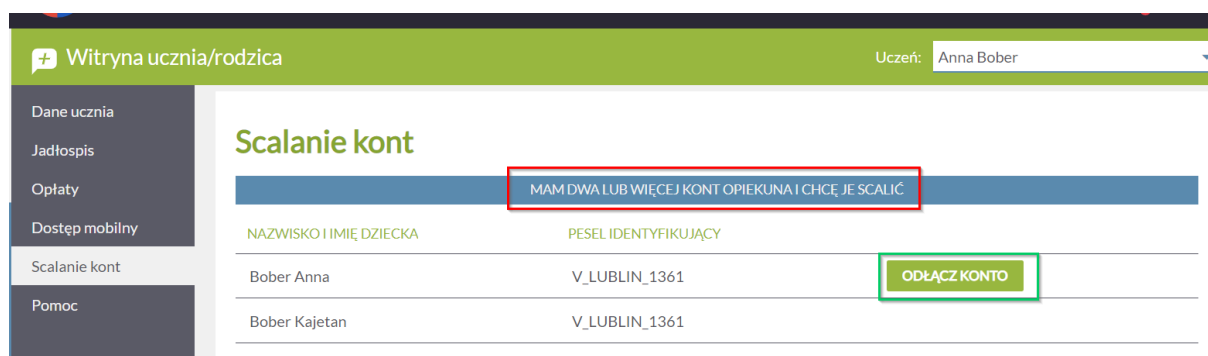 Witryna ucznia/rodzica Uczeń: Anna Bober
Dane ucznia
Jadłospis
Opłaty
Dostęp mobilny
Scalanie kont
Pomoc
Scalanie kont
MAM DWA LUB WIĘCEJ KONT OPIEKUNA I CHCĘ JE SCALIĆ
NAZWISKO I IMIĘ DZIECKA PESEL IDENTYFIKUJĄCY
Bober Anna V_LUBLIN_1361 ODŁĄCZ KONTO
Bober Kajetan V_LUBLIN_1361